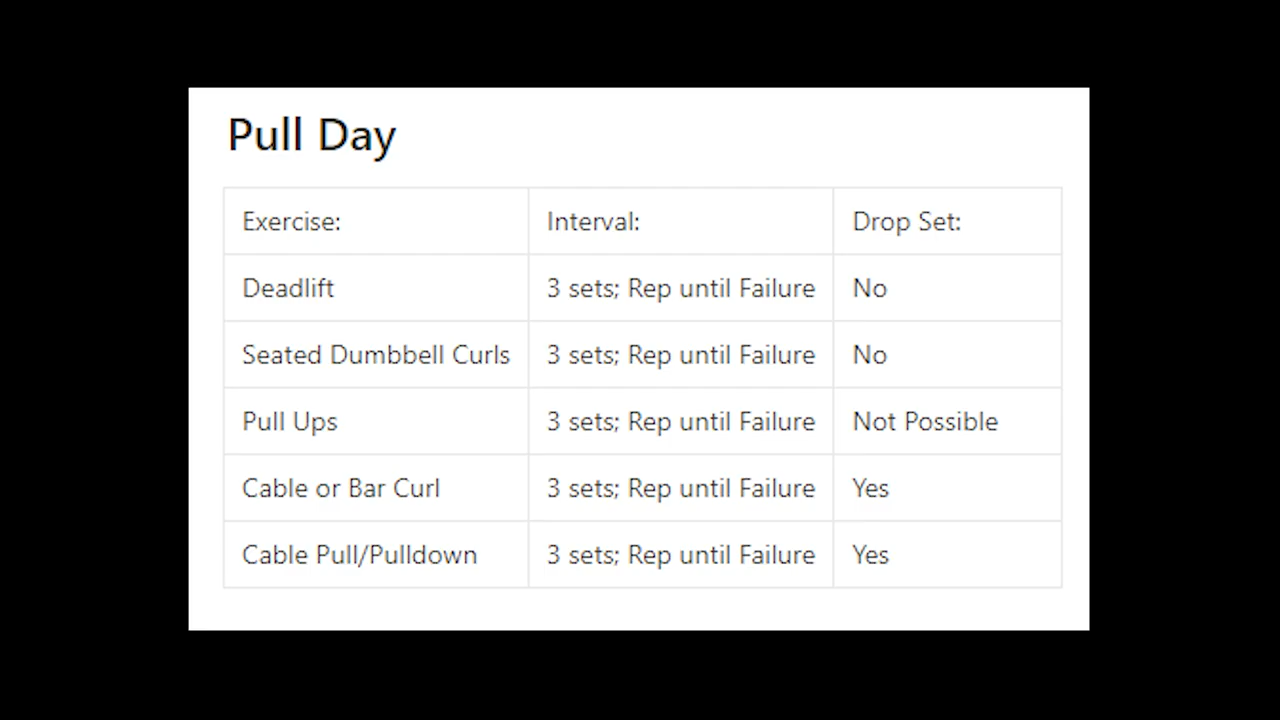 Pull Day
Exercise: Interval: Drop Set:
Deadlift 3 sets; Rep until Failure No
Seated Dumbbell Curls 3 sets; Rep until Failure No
Pull Ups 3 sets; Rep until Failure Not Possible
Cable or Bar Curl 3 sets; Rep until Failure Yes
Cable Pull/Pulldown 3 sets; Rep until Failure Yes